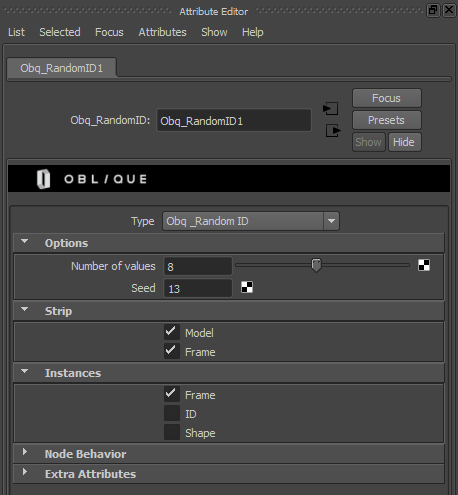 Attribute Editor
List Selected Focus Attributes Show Help
Obq_RandomID1
Focus
Obq_RandomID: Obq_RandomID1
Presets
Show Hide
OBL/QUE
Type Obq _Random ID
Options
Number of values 8
Seed 13
Strip
Model
Frame
Instances
Frame
ID
Shape
Node Behavior
Extra Attributes